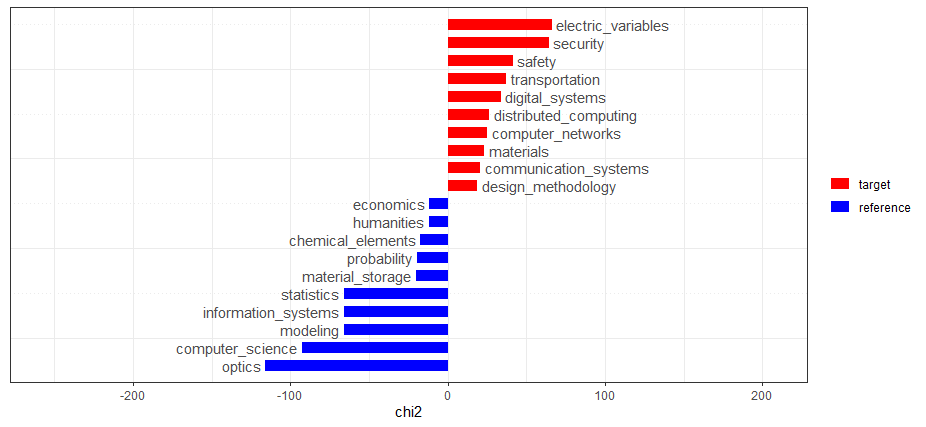 electric_variables
security
safety
transportation
digital_systems
distributed_computing
computer_networks
materials
communication_systems
design_methodology
economics
humanities
chemical_elements
probability
material_storage
statistics
information_systems
modeling
computer_science
optics
-200 -100 0 100 200
chi2
target
reference